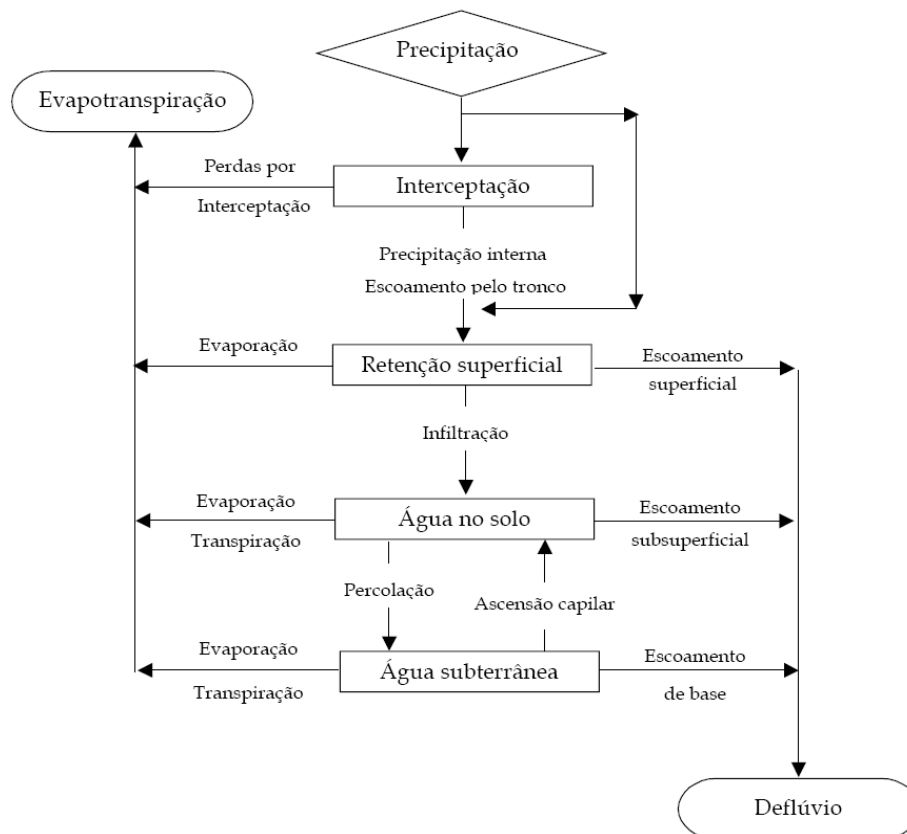 Precipitação
Evapotranspiração
Perdas por
Interceptação
Interceptação
Precipitação interna
Escoamento pelo tronco
Evaporação
Retenção superficial
Escoamento
superficial
Infiltração
Evaporação
Transpiração
Água no solo
Escoamento
subsuperficial
Percolação
Ascensão capilar
Evaporação
Transpiração
Água subterrânea
Escoamento
de base
Deflúvio